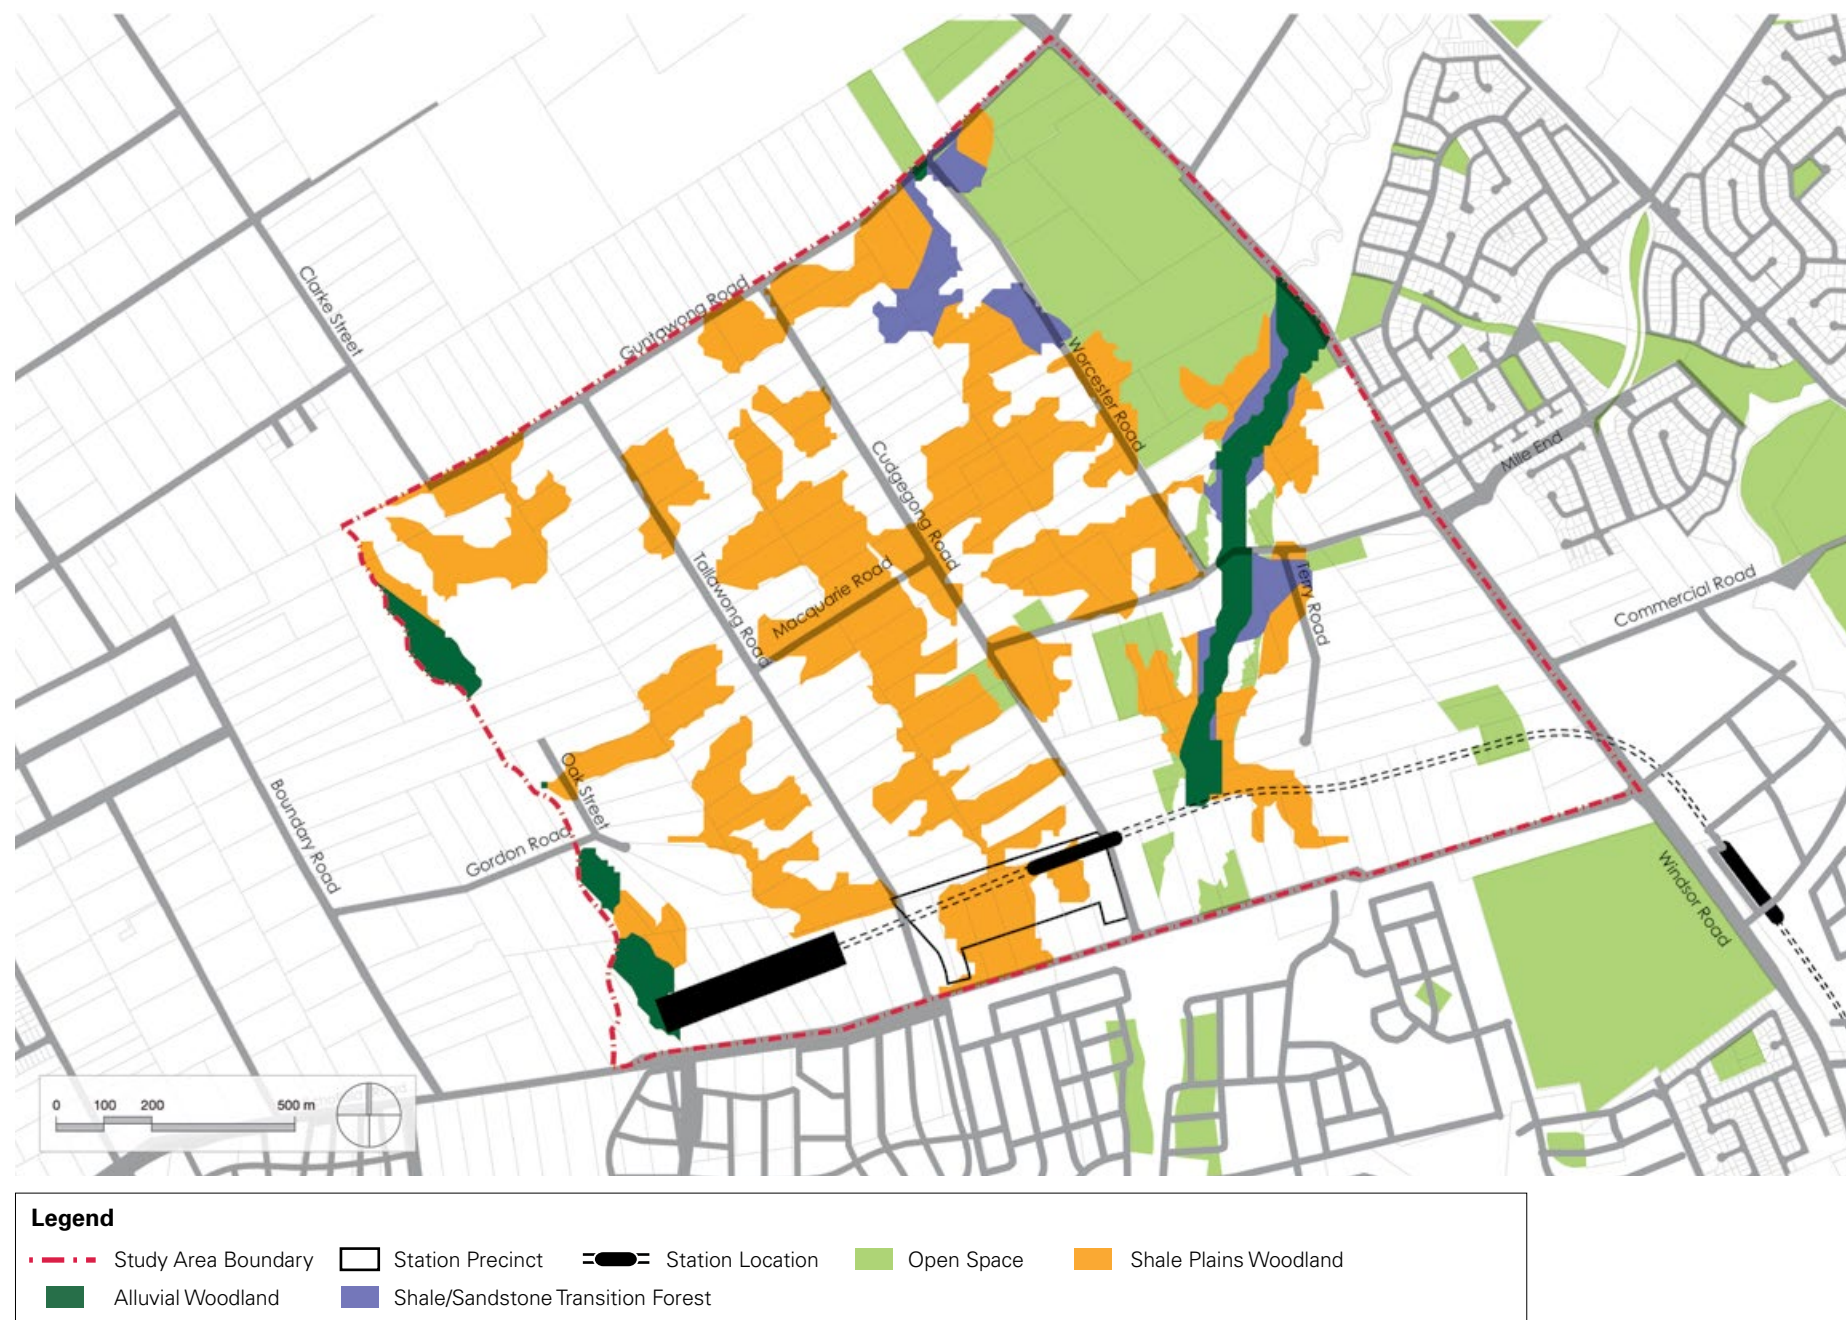 Clarke Street
Guntawong Road
Worcester Road
Cudgegong Road
Mile End
Tallawong Road
Macquarie Road
Terry Road
Commercial Road
Oak Street
Boundary Road
Gordon Road
Windsor Road
0 100 200 500 m
Legend
Study Area Boundary Station Precinct Station Location Open Space Shale Plains Woodland
Alluvial Woodland Shale/Sandstone Transition Forest